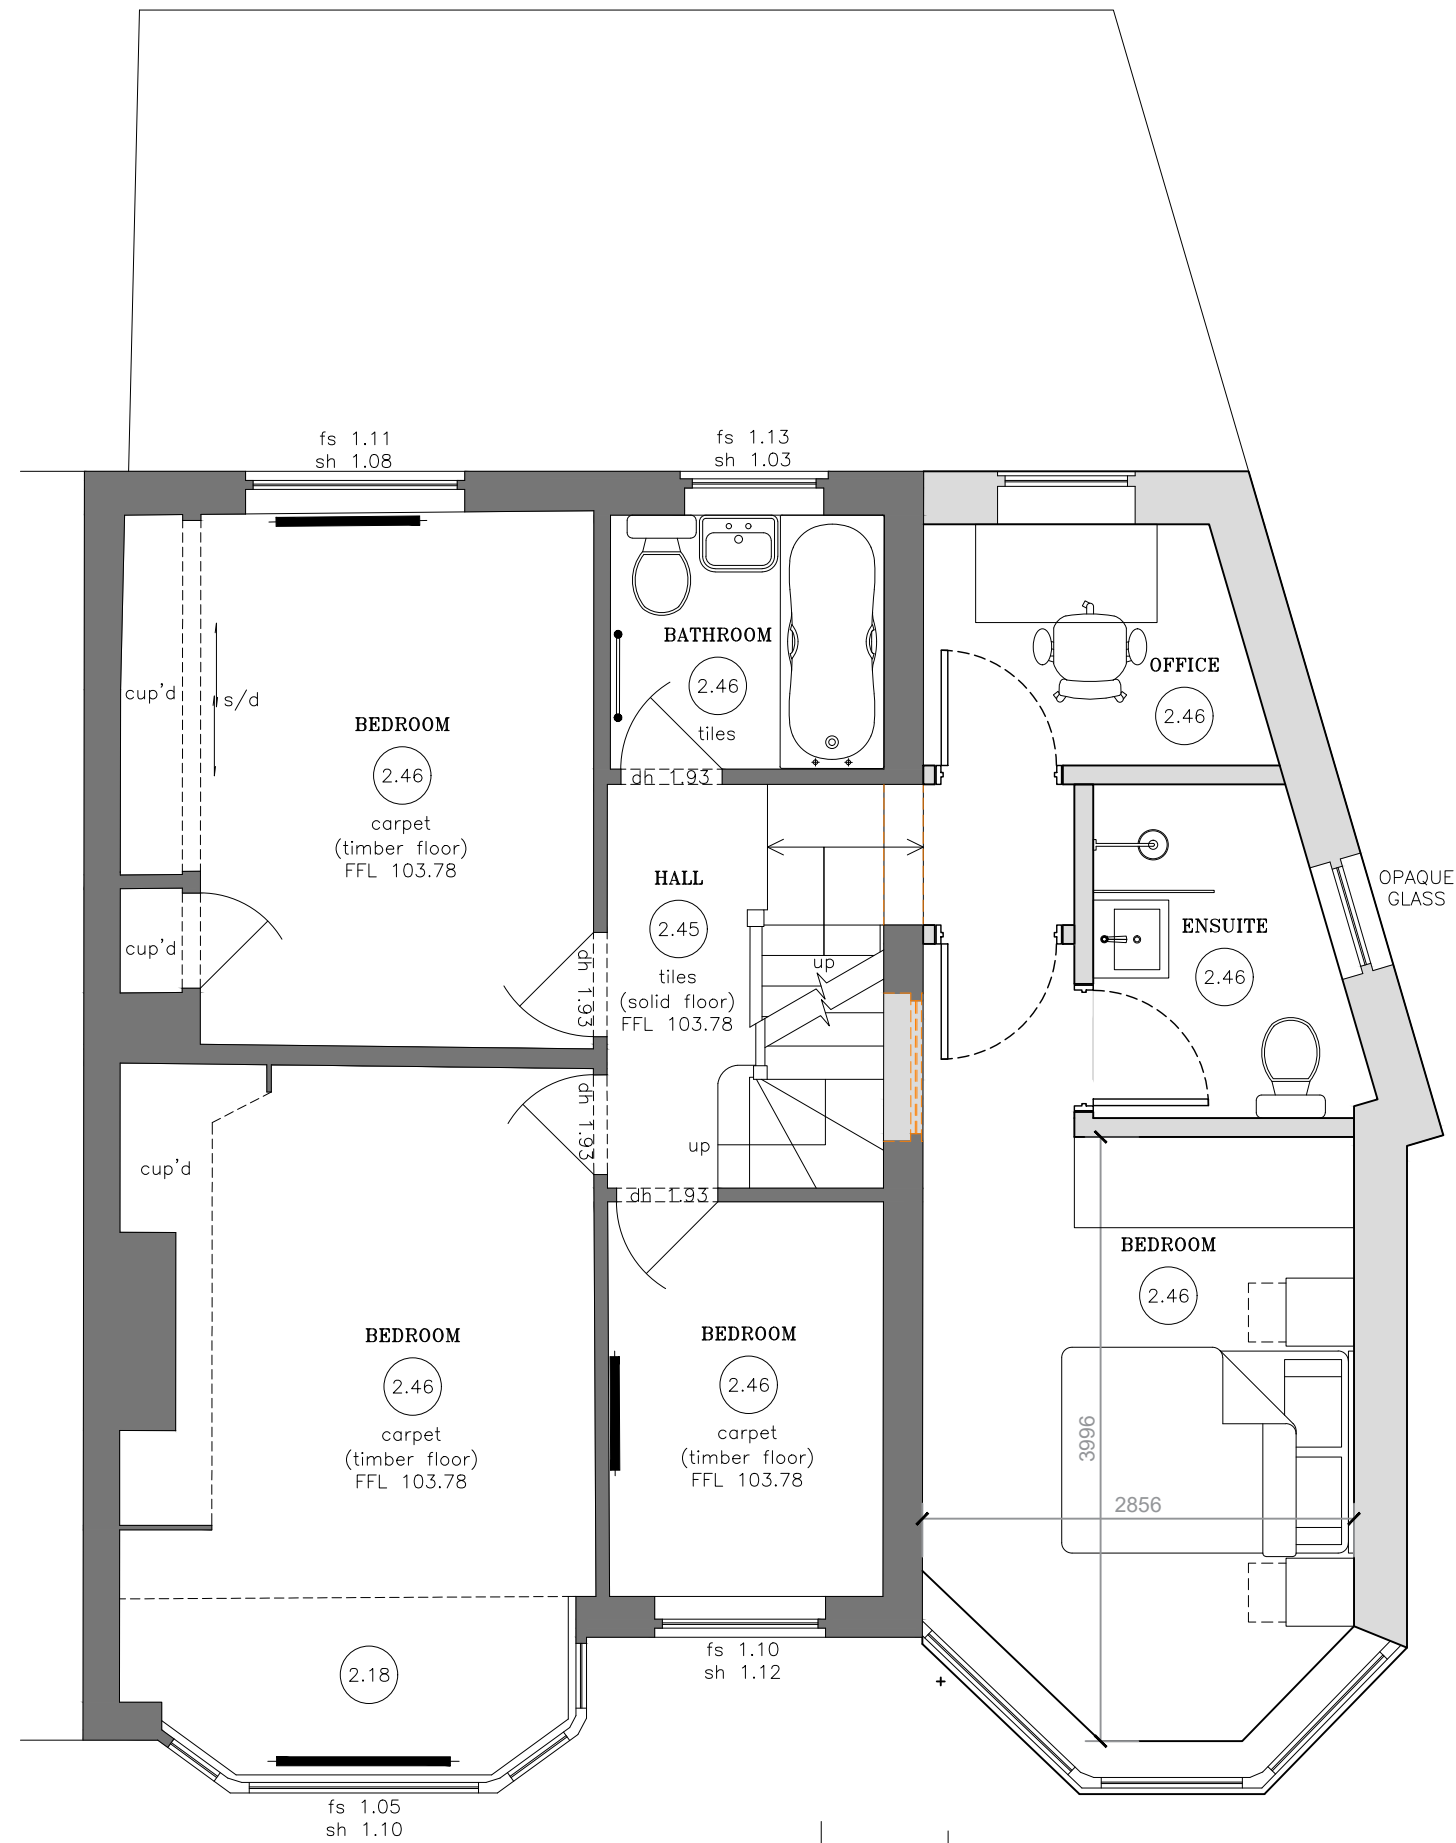 fs 1.11
sh 1.08
fs 1.13
sh 1.03
BATHROOM
2.46
tiles
dh 1.93
OFFICE
2.46
cup'd
s/d
BEDROOM
2.46
carpet
(timber floor)
FFL 103.78
cup'd
dh 1.93
HALL
2.45
tiles
(solid floor)
FFL 103.78
up
up
OPAQUE
GLASS
ENSUITE
2.46
dh 1.93
dh 1.93
cup'd
BEDROOM
2.46
carpet
(timber floor)
FFL 103.78
BEDROOM
2.46
carpet
(timber floor)
FFL 103.78
BEDROOM
2.46
3996
2856
2.18
fs 1.10
sh 1.12
fs 1.05
sh 1.10